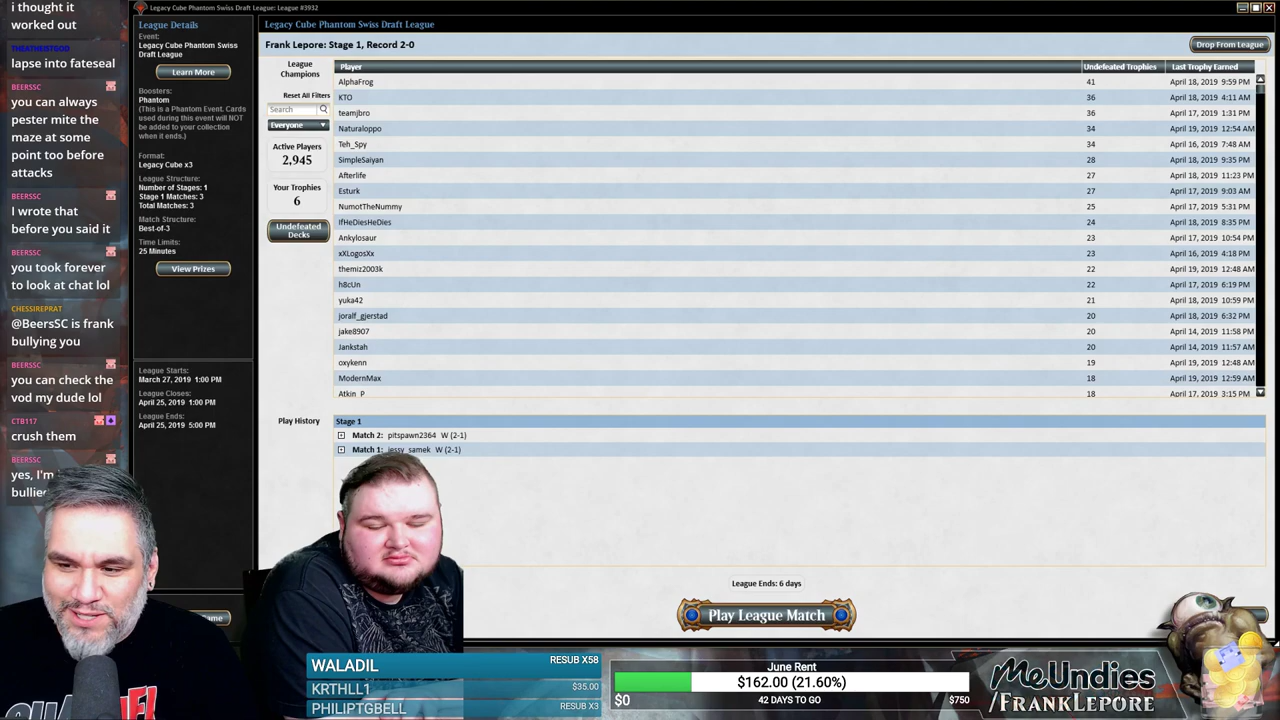 i thought it
worked out
THEATHEISTGOD
lapse into fateseal
BEERSSC
you can always
pester mite the
maze at some
point too before
attacks
BEERSSC
I wrote that
before you said it
BEERSSC
you took forever
to look at chat lol
CHESSIREPRAT
@BeersSC is frank
bullying you
BEERSSC
you can check the
vod my dude lol
CTB117
crush them
BEERSSC
yes, I'm
bullie
Legacy Cube Phantom Swiss Draft League: League #3932
League Details
Event:
Legacy Cube Phantom Swiss
Draft League
Learn More
Boosters:
Phantom
(This is a Phantom Event. Cards
used during this event will NOT
be added to your collection
when it ends.)
Format:
Legacy Cube x3
League Structure:
Number of Stages: 1
Stage 1 Matches: 3
Total Matches: 3
Match Structure:
Best-of-3
Time Limits:
25 Minutes
View Prizes
League Starts:
March 27, 2019 1:00 PM
League Closes:
April 25, 2019 1:00 PM
League Ends:
April 25, 2019 5:00 PM
Legacy Cube Phantom Swiss Draft League
Frank Lepore: Stage 1, Record 2-0
Drop From League
League
Champions
Reset All Filters
Search
Everyone
Active Players
2,945
Your Trophies
6
Undefeated
Decks
Player Undefeated Trophies Last Trophy Earned
AlphaFrog 41 April 18, 2019 9:59 PM
KTO 36 April 18, 2019 4:11 AM
teamjbro 36 April 17, 2019 1:31 PM
Naturaloppo 34 April 19, 2019 12:54 AM
Teh_Spy 34 April 16, 2019 7:48 AM
SimpleSaiyan 28 April 18, 2019 9:35 PM
Afterlife 27 April 18, 2019 11:23 PM
Esturk 27 April 17, 2019 9:03 AM
NumotTheNummy 25 April 17, 2019 5:31 PM
IfHeDiesHeDies 24 April 18, 2019 8:35 PM
Ankylosaur 23 April 17, 2019 10:54 PM
xXLogosXx 23 April 16, 2019 4:18 PM
themiz2003k 22 April 19, 2019 12:48 AM
h8cUn 22 April 17, 2019 6:19 PM
yuka42 21 April 18, 2019 10:59 PM
joralf_gjerstad 20 April 18, 2019 6:32 PM
jake8907 20 April 14, 2019 11:58 PM
Jankstah 20 April 14, 2019 11:57 AM
oxykenn 19 April 19, 2019 12:48 AM
ModernMax 18 April 19, 2019 12:59 AM
Atkin_P 18 April 17, 2019 3:15 PM
Play History
Stage 1
Match 2: pitspawn2364 W (2-1)
Match 1: jessy_samek W (2-1)
League Ends: 6 days
Play League Match
WALADIL RESUB X58
KRTHLL1 $35.00
PHILIPTGBELL RESUB X3
June Rent
$162.00 (21.60%)
$0 42 DAYS TO GO $750
MeUndies
/FRANKLEPORE